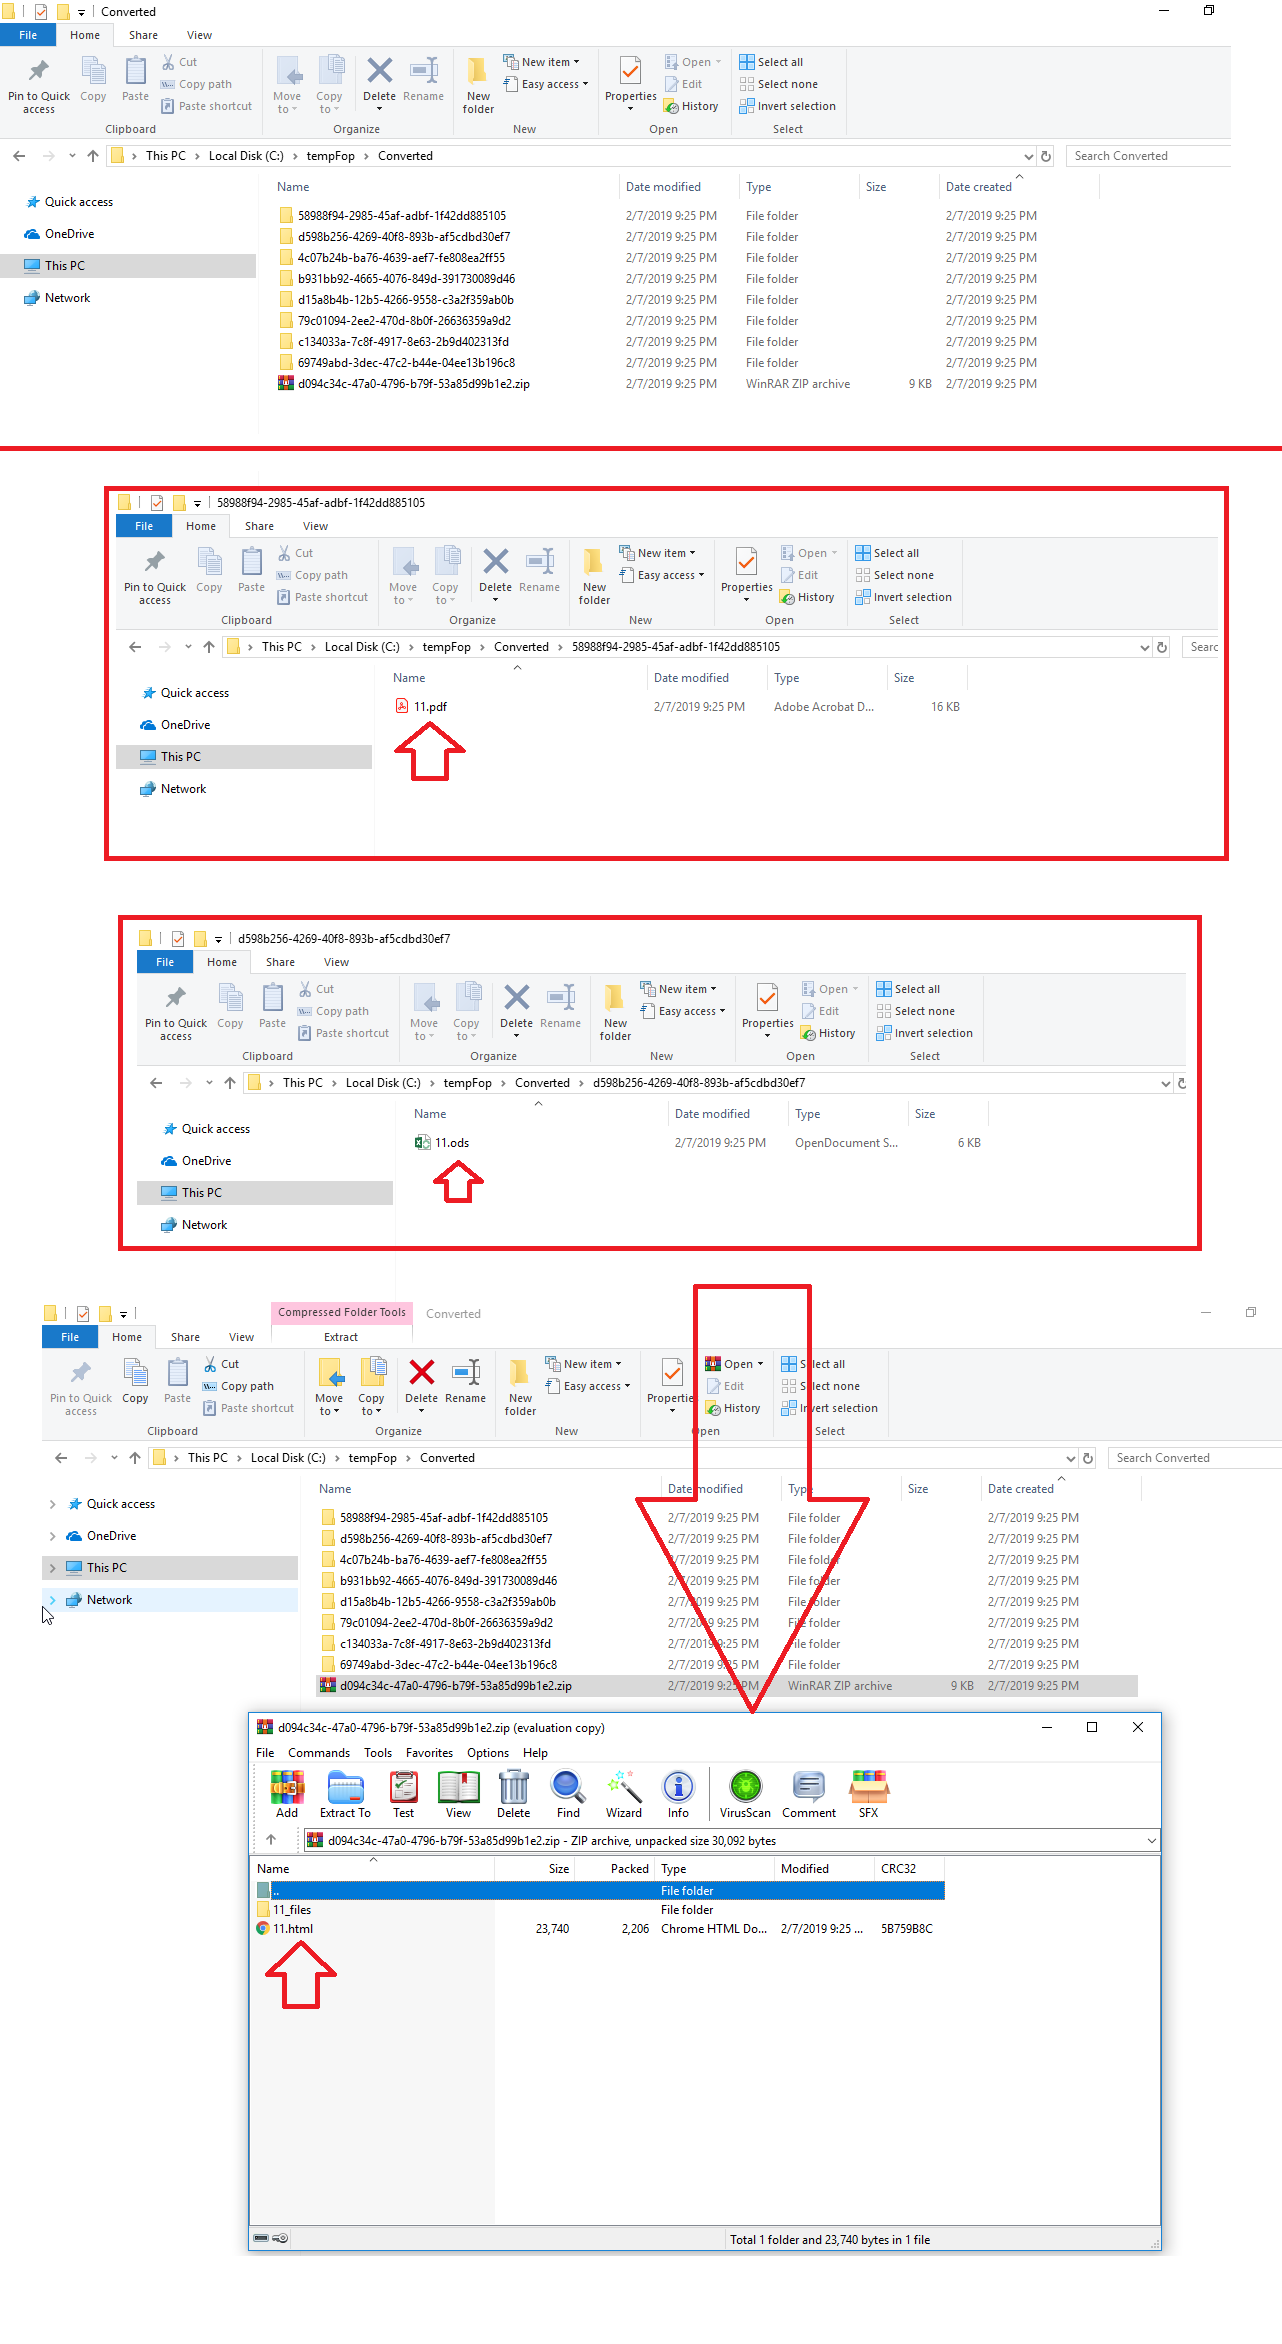 Converted
File Home Share View
Pin to Quick access Copy Paste Cut Copy path Paste shortcut Move to Copy to Delete Rename New folder New item Easy access Properties Open Edit History Select all Select none Invert selection
Clipboard Organize New Open Select
This PC Local Disk (C:) tempFop Converted Search Converted
Name Date modified Type Size Date created
Quick access
OneDrive
This PC
Network
58988f94-2985-45af-adbf-1f42dd885105 2/7/2019 9:25 PM File folder 2/7/2019 9:25 PM
d598b256-4269-40f8-893b-af5cdbd30ef7 2/7/2019 9:25 PM File folder 2/7/2019 9:25 PM
4c07b24b-ba76-4639-aef7-fe808ea2ff55 2/7/2019 9:25 PM File folder 2/7/2019 9:25 PM
b931bb92-4665-4076-849d-391730089d46 2/7/2019 9:25 PM File folder 2/7/2019 9:25 PM
d15a8b4b-12b5-4266-9558-c3a2f359ab0b 2/7/2019 9:25 PM File folder 2/7/2019 9:25 PM
79c01094-2ee2-470d-8b0f-26636359a9d2 2/7/2019 9:25 PM File folder 2/7/2019 9:25 PM
c134033a-7c8f-4917-8e63-2b9d402313fd 2/7/2019 9:25 PM File folder 2/7/2019 9:25 PM
69749abd-3dec-47c2-b44e-04ee13b196c8 2/7/2019 9:25 PM File folder 2/7/2019 9:25 PM
d094c34c-47a0-4796-b79f-53a85d99b1e2.zip 2/7/2019 9:25 PM WinRAR ZIP archive 9 KB 2/7/2019 9:25 PM
58988f94-2985-45af-adbf-1f42dd885105
File Home Share View
Pin to Quick access Copy Paste Cut Copy path Paste shortcut Move to Copy to Delete Rename New folder New item Easy access Properties Open Edit History Select all Select none Invert selection
Clipboard Organize New Open Select
This PC Local Disk (C:) tempFop Converted 58988f94-2985-45af-adbf-1f42dd885105 Searc
Name Date modified Type Size
Quick access
OneDrive
This PC
Network
11.pdf 2/7/2019 9:25 PM Adobe Acrobat D... 16 KB
d598b256-4269-40f8-893b-af5cdbd30ef7
File Home Share View
Pin to Quick access Copy Paste Cut Copy path Paste shortcut Move to Copy to Delete Rename New folder New item Easy access Properties Open Edit History Select all Select none Invert selection
Clipboard Organize New Open Select
This PC Local Disk (C:) tempFop Converted d598b256-4269-40f8-893b-af5cdbd30ef7
Name Date modified Type Size
Quick access
OneDrive
This PC
Network
11.ods 2/7/2019 9:25 PM OpenDocument S... 6 KB
Compressed Folder Tools Converted
File Home Share View Extract
Pin to Quick access Copy Paste Cut Copy path Paste shortcut Move to Copy to Delete Rename New folder New item Easy access Properties Open Edit History Select all Select none Invert selection
Clipboard Organize New Open Select
This PC Local Disk (C:) tempFop Converted Search Converted
Name Date modified Type Size Date created
Quick access
OneDrive
This PC
Network
58988f94-2985-45af-adbf-1f42dd885105 2/7/2019 9:25 PM File folder 2/7/2019 9:25 PM
d598b256-4269-40f8-893b-af5cdbd30ef7 2/7/2019 9:25 PM File folder 2/7/2019 9:25 PM
4c07b24b-ba76-4639-aef7-fe808ea2ff55 2/7/2019 9:25 PM File folder 2/7/2019 9:25 PM
b931bb92-4665-4076-849d-391730089d46 2/7/2019 9:25 PM File folder 2/7/2019 9:25 PM
d15a8b4b-12b5-4266-9558-c3a2f359ab0b 2/7/2019 9:25 PM File folder 2/7/2019 9:25 PM
79c01094-2ee2-470d-8b0f-26636359a9d2 2/7/2019 9:25 PM File folder 2/7/2019 9:25 PM
c134033a-7c8f-4917-8e63-2b9d402313fd 2/7/2019 9:25 PM File folder 2/7/2019 9:25 PM
69749abd-3dec-47c2-b44e-04ee13b196c8 2/7/2019 9:25 PM File folder 2/7/2019 9:25 PM
d094c34c-47a0-4796-b79f-53a85d99b1e2.zip 2/7/2019 9:25 PM WinRAR ZIP archive 9 KB 2/7/2019 9:25 PM
d094c34c-47a0-4796-b79f-53a85d99b1e2.zip (evaluation copy)
File Commands Tools Favorites Options Help
Add Extract To Test View Delete Find Wizard Info VirusScan Comment SFX
d094c34c-47a0-4796-b79f-53a85d99b1e2.zip - ZIP archive, unpacked size 30,092 bytes
Name Size Packed Type Modified CRC32
.. File folder
11_files File folder
11.html 23,740 2,206 Chrome HTML Do... 2/7/2019 9:25 ... 5B759B8C
Total 1 folder and 23,740 bytes in 1 file